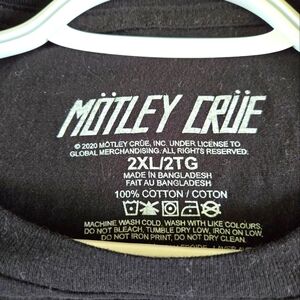 MÖTLEY CRÜE
© 2020 MÖTLEY CRÜE, INC. UNDER LICENSE TO
GLOBAL MERCHANDISING. ALL RIGHTS RESERVED.
2XL/2TG
MADE IN BANGLADESH
FAIT AU BANGLADESH
100% COTTON / COTON
MACHINE WASH COLD. WASH WITH LIKE COLOURS.
DO NOT BLEACH, TUMBLE DRY LOW, IRON ON LOW,
DO NOT IRON PRINT, DO NOT DRY CLEAN.